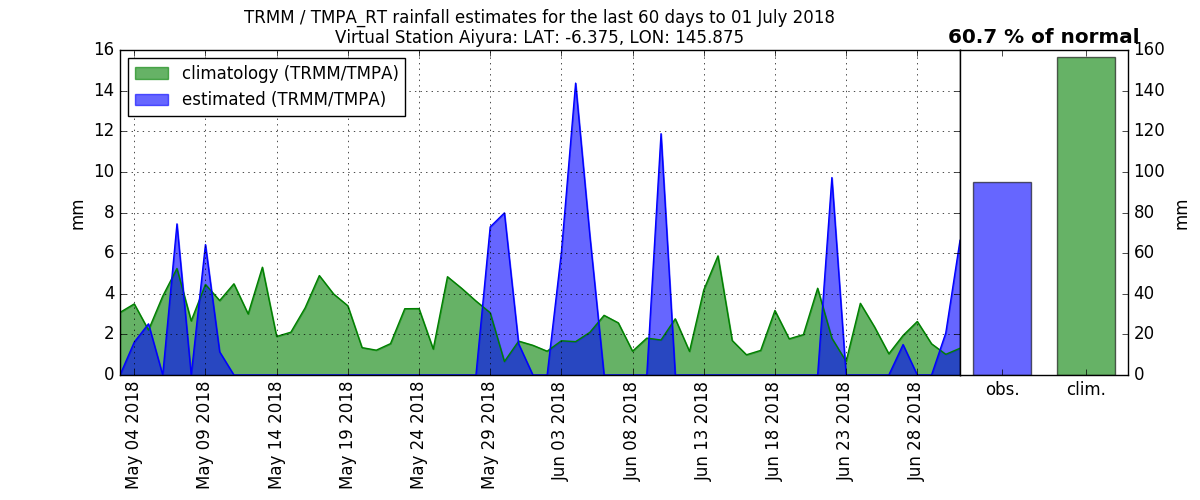 TRMM / TMPA_RT rainfall estimates for the last 60 days to 01 July 2018
Virtual Station Aiyura: LAT: -6.375, LON: 145.875
60.7 % of normal
climatology (TRMM/TMPA)
estimated (TRMM/TMPA)
mm
16
14
12
10
8
6
4
2
0
May 04 2018
May 09 2018
May 14 2018
May 19 2018
May 24 2018
May 29 2018
Jun 03 2018
Jun 08 2018
Jun 13 2018
Jun 18 2018
Jun 23 2018
Jun 28 2018
obs.
clim.
160
140
120
100
80
60
40
20
0
mm